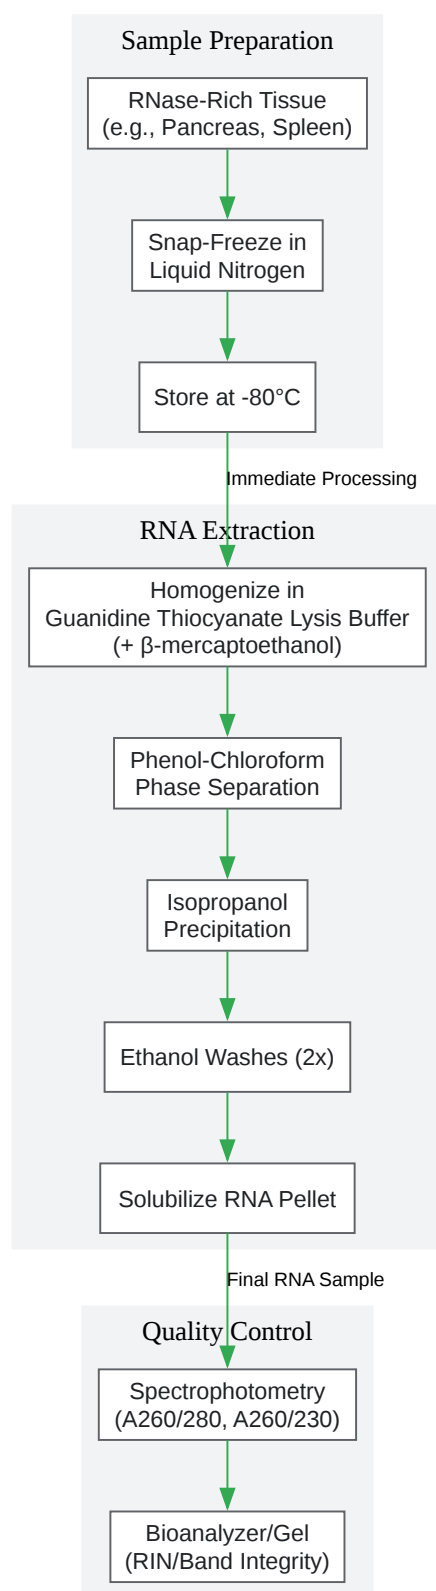 Sample Preparation
RNase-Rich Tissue
(e.g., Pancreas, Spleen)
Snap-Freeze in
Liquid Nitrogen
Store at -80°C
Immediate Processing
RNA Extraction
Homogenize in
Guanidine Thiocyanate Lysis Buffer
(+ β-mercaptoethanol)
Phenol-Chloroform
Phase Separation
Isopropanol
Precipitation
Ethanol Washes (2x)
Solubilize RNA Pellet
Final RNA Sample
Quality Control
Spectrophotometry
(A260/280, A260/230)
Bioanalyzer/Gel
(RIN/Band Integrity)